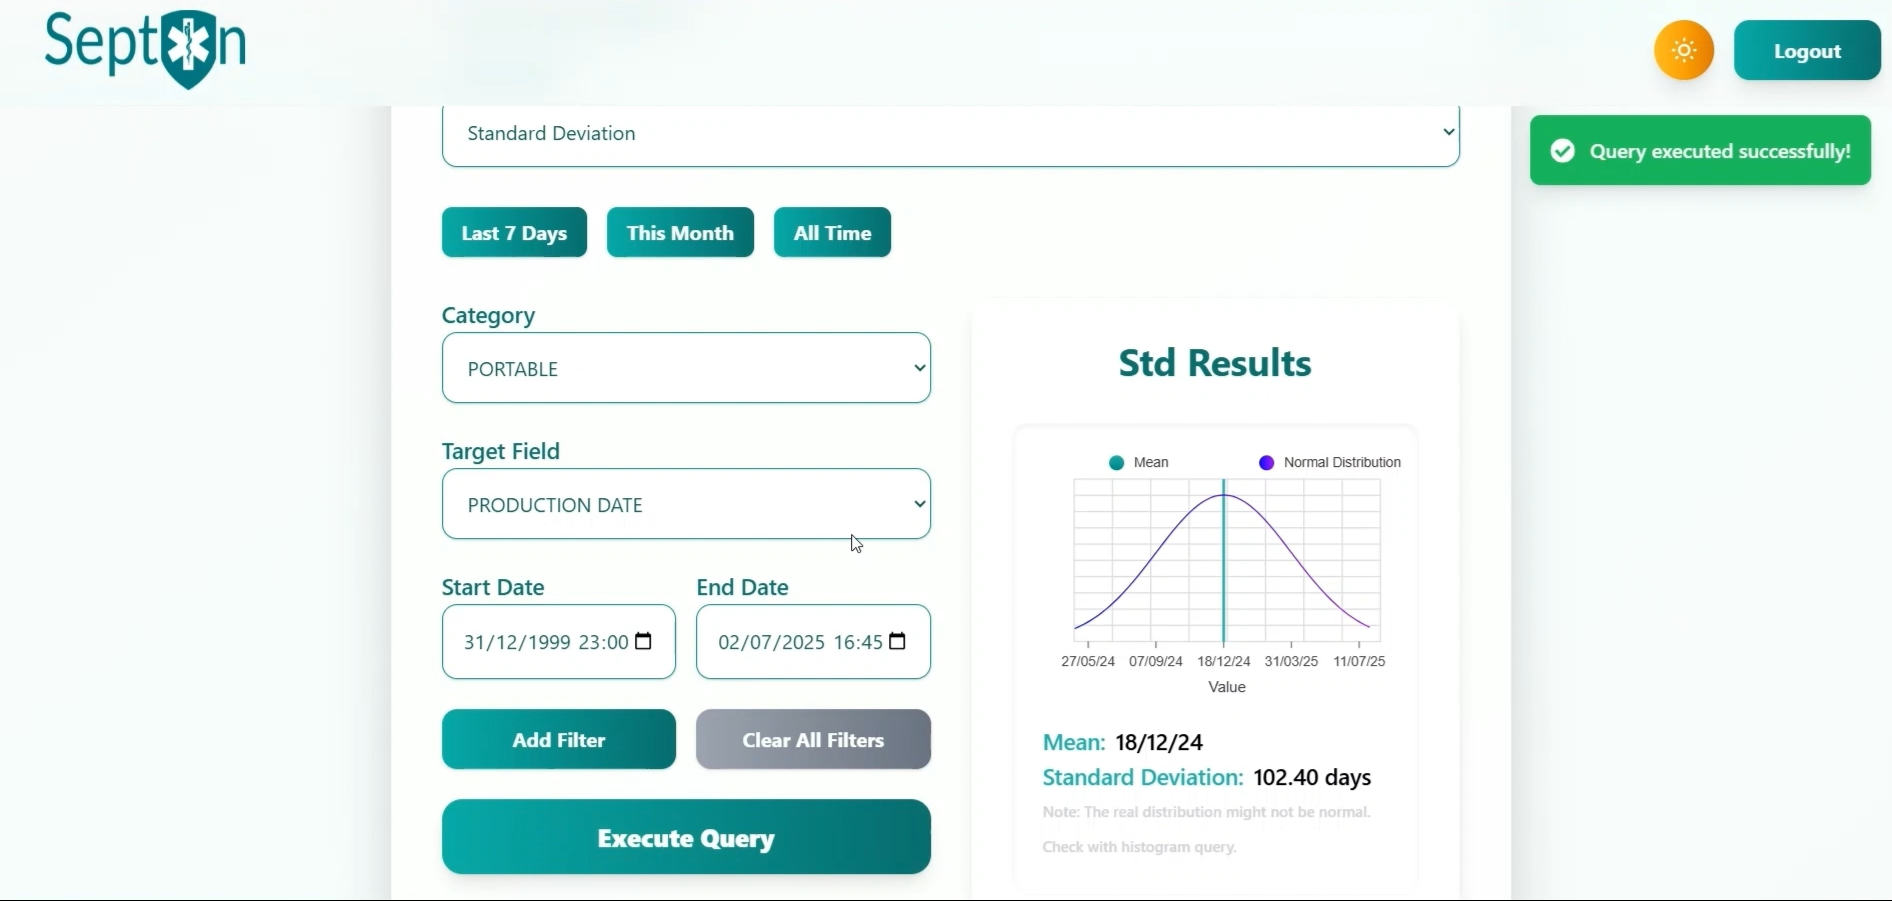 Septon
Logout
Standard Deviation
Query executed successfully!
Last 7 Days
This Month
All Time
Category
PORTABLE
Target Field
PRODUCTION DATE
Start Date
End Date
31/12/1999 23:00
02/07/2025 16:45
Add Filter
Clear All Filters
Execute Query
Std Results
Mean
Normal Distribution
27/05/24 07/09/24 18/12/24 31/03/25 11/07/25
Value
Mean: 18/12/24
Standard Deviation: 102.40 days
Note: The real distribution might not be normal.
Check with histogram query.